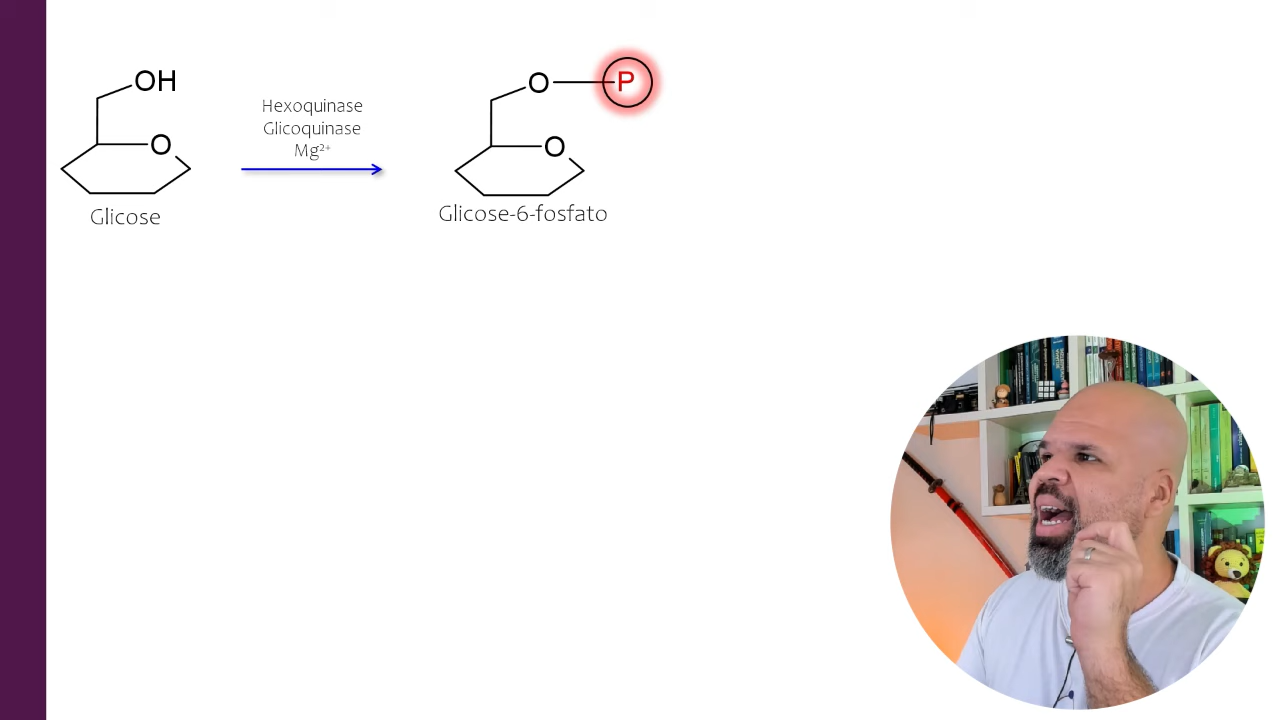 OH
O
Glicose
Hexoquinase
Glicoquinase
Mg²⁺
O
P
O
Glicose-6-fosfato